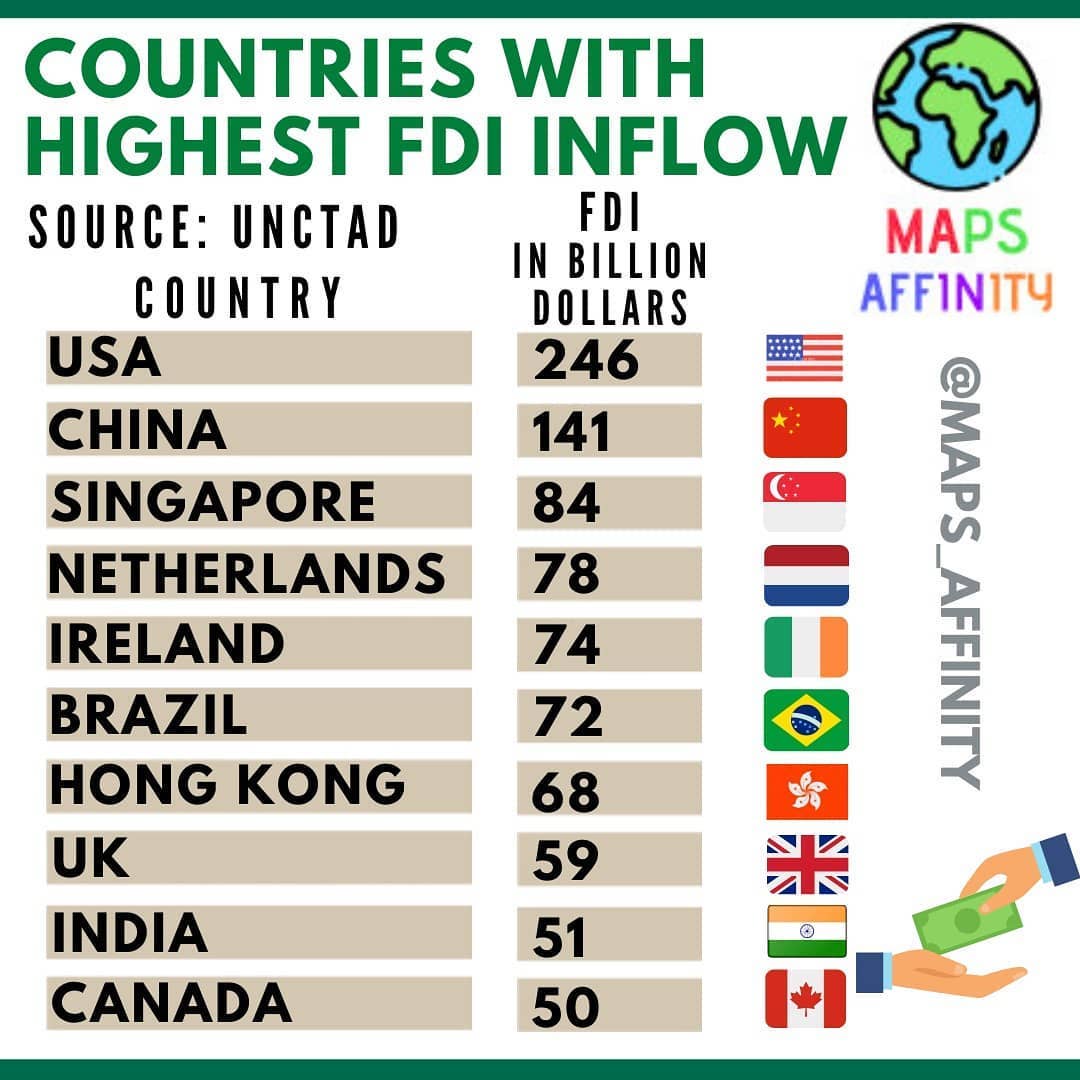 COUNTRIES WITH
HIGHEST FDI INFLOW
MAPS
AFFINITY
SOURCE: UNCTAD
COUNTRY
FDI
IN BILLION
DOLLARS
USA 246
CHINA 141
SINGAPORE 84
NETHERLANDS 78
IRELAND 74
BRAZIL 72
HONG KONG 68
UK 59
INDIA 51
CANADA 50
@MAPS_AFFINITY